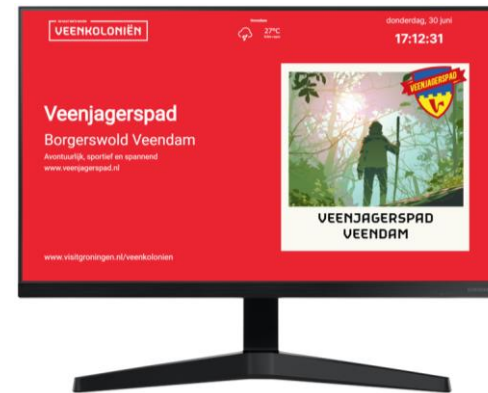 VEENKOLONIËN
Veendam
27°C
donderdag, 30 juni
17:12:31
Veenjagerspad
Borgerswold Veendam
Avontuurlijk, sportief en spannend
www.veenjagerspad.nl
www.visitgroningen.nl/veenkolonien
VEENJAGERSPAD
VEENJAGERSPAD
VEENDAM